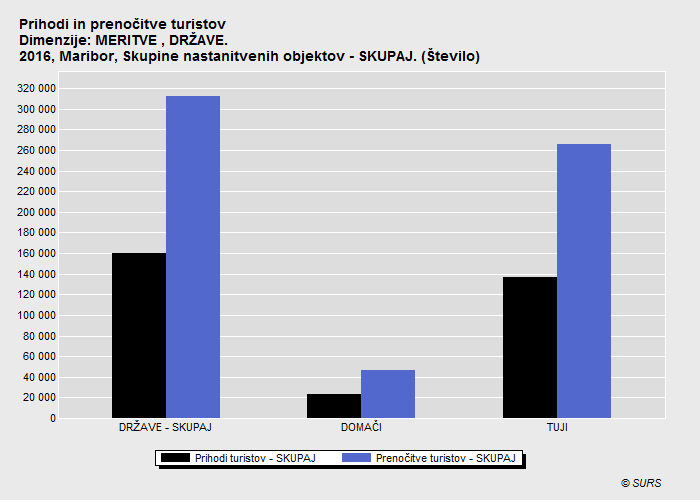 Prihodi in prenočitve turistov
Dimenzije: MERITVE , DRŽAVE.
2016, Maribor, Skupine nastanitvenih objektov - SKUPAJ. (Število)
320 000
300 000
280 000
260 000
240 000
220 000
200 000
180 000
160 000
140 000
120 000
100 000
80 000
60 000
40 000
20 000
0
DRŽAVE - SKUPAJ DOMAČI TUJI
Prihodi turistov - SKUPAJ Prenočitve turistov - SKUPAJ
© SURS